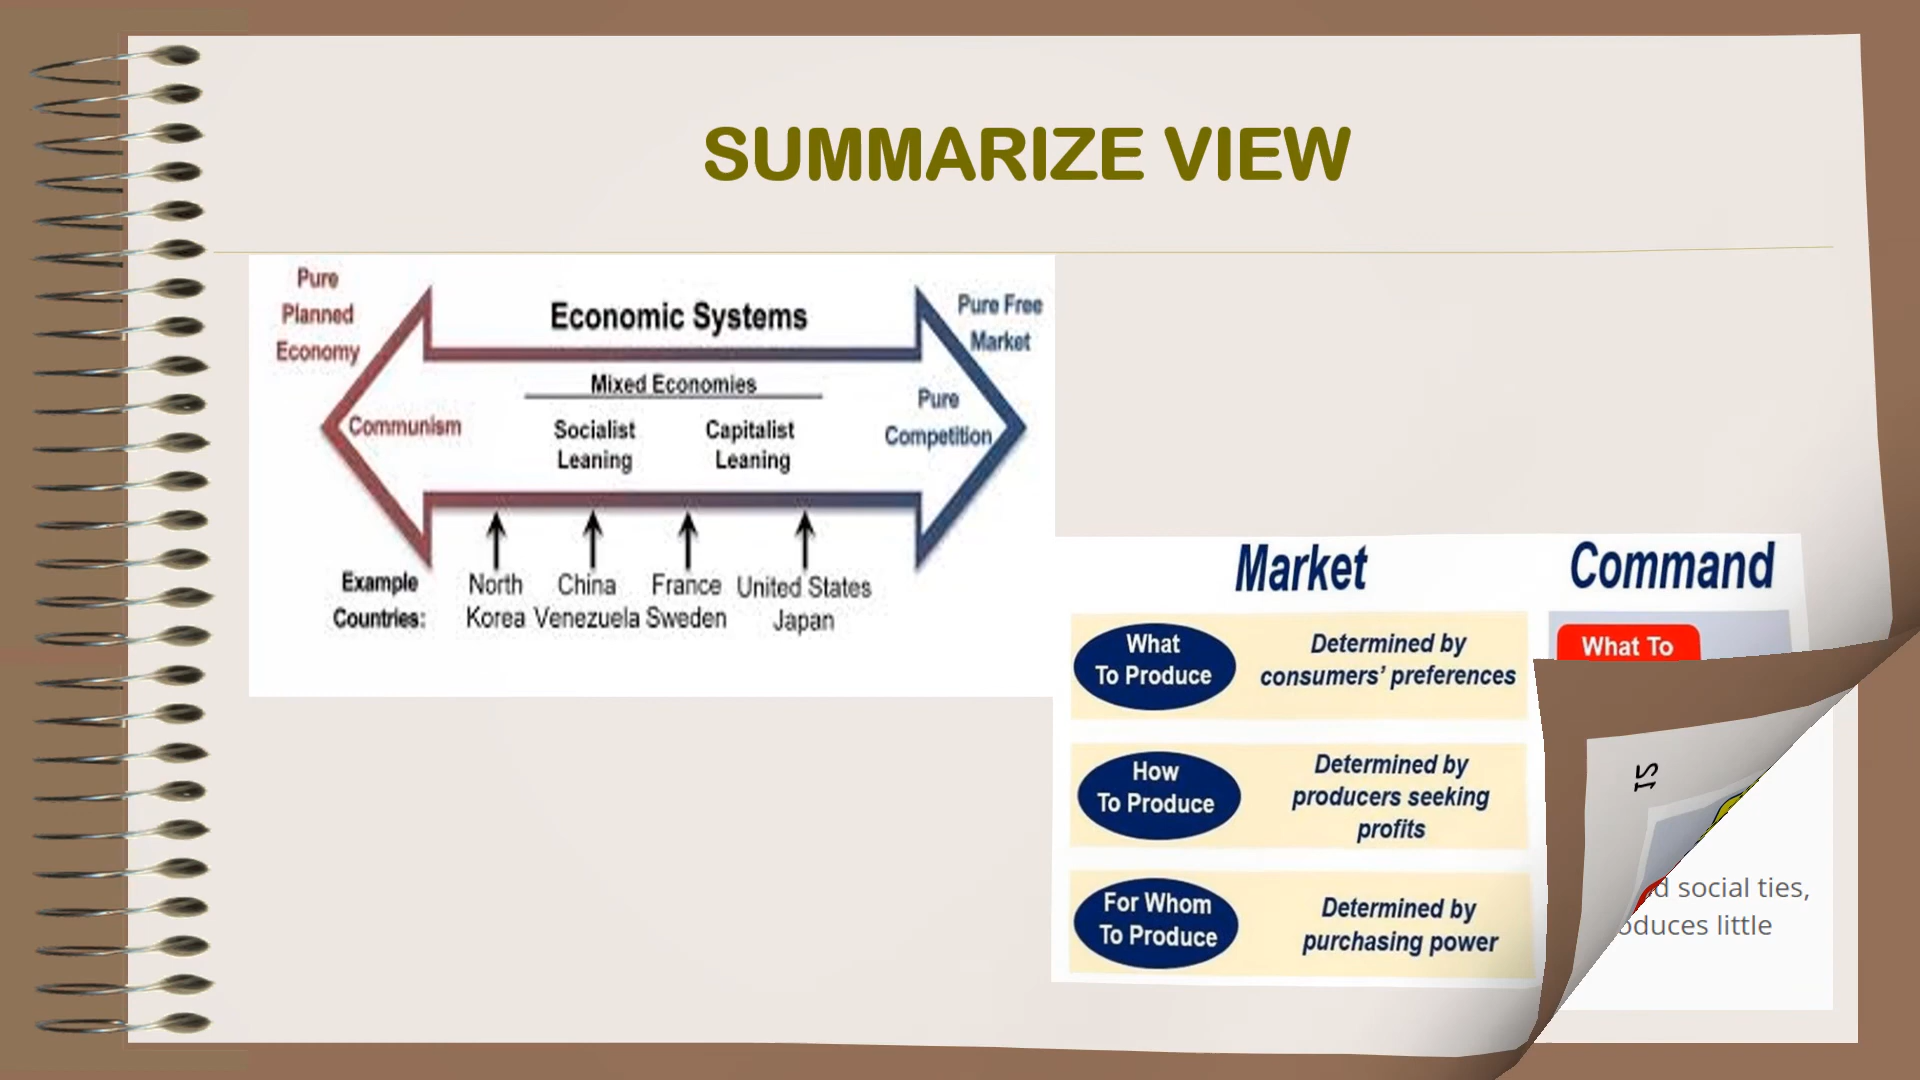 SUMMARIZE VIEW
Pure
Planned
Economy
Economic Systems
Pure Free
Market
Mixed Economies
Communism
Socialist
Leaning
Capitalist
Leaning
Pure
Competition
Example
Countries:
North
Korea
China
Venezuela
France
Sweden
United States
Japan
Market
What
To Produce
Determined by
consumers’ preferences
How
To Produce
Determined by
producers seeking
profits
For Whom
To Produce
Determined by
purchasing power
Command
What To
social ties,
little